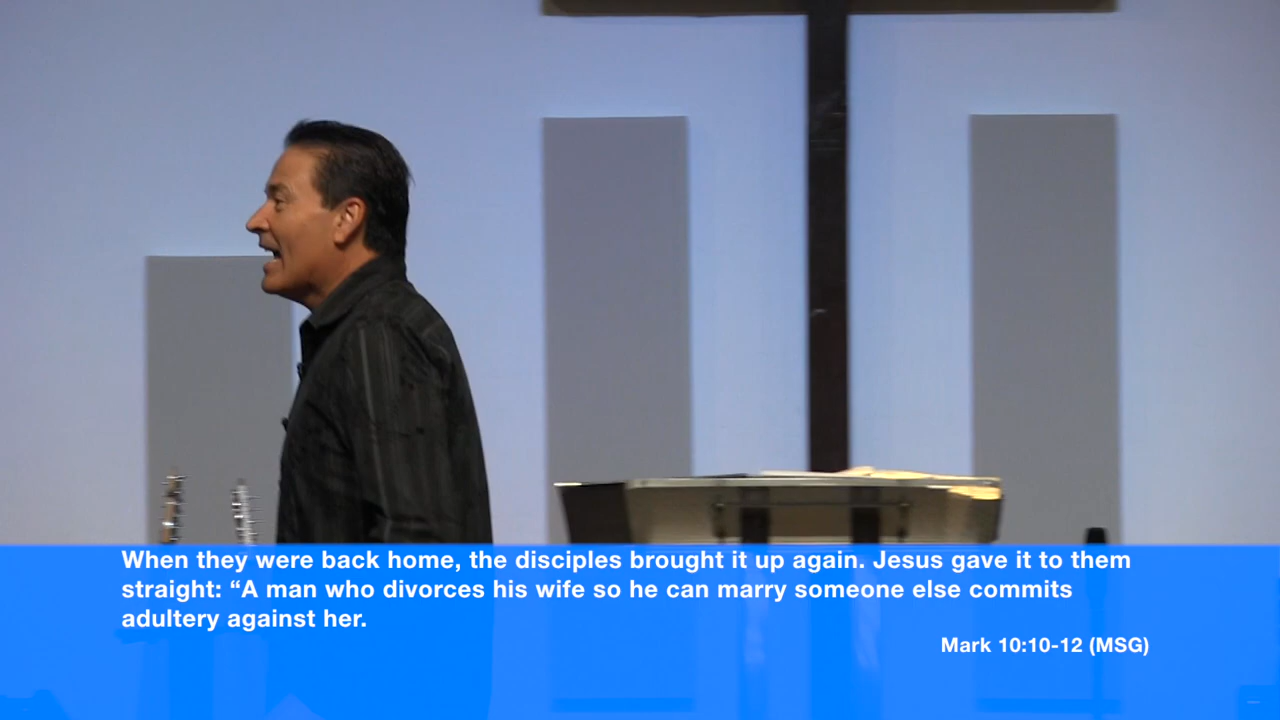 When they were back home, the disciples brought it up again. Jesus gave it to them
straight: “A man who divorces his wife so he can marry someone else commits
adultery against her.
Mark 10:10-12 (MSG)